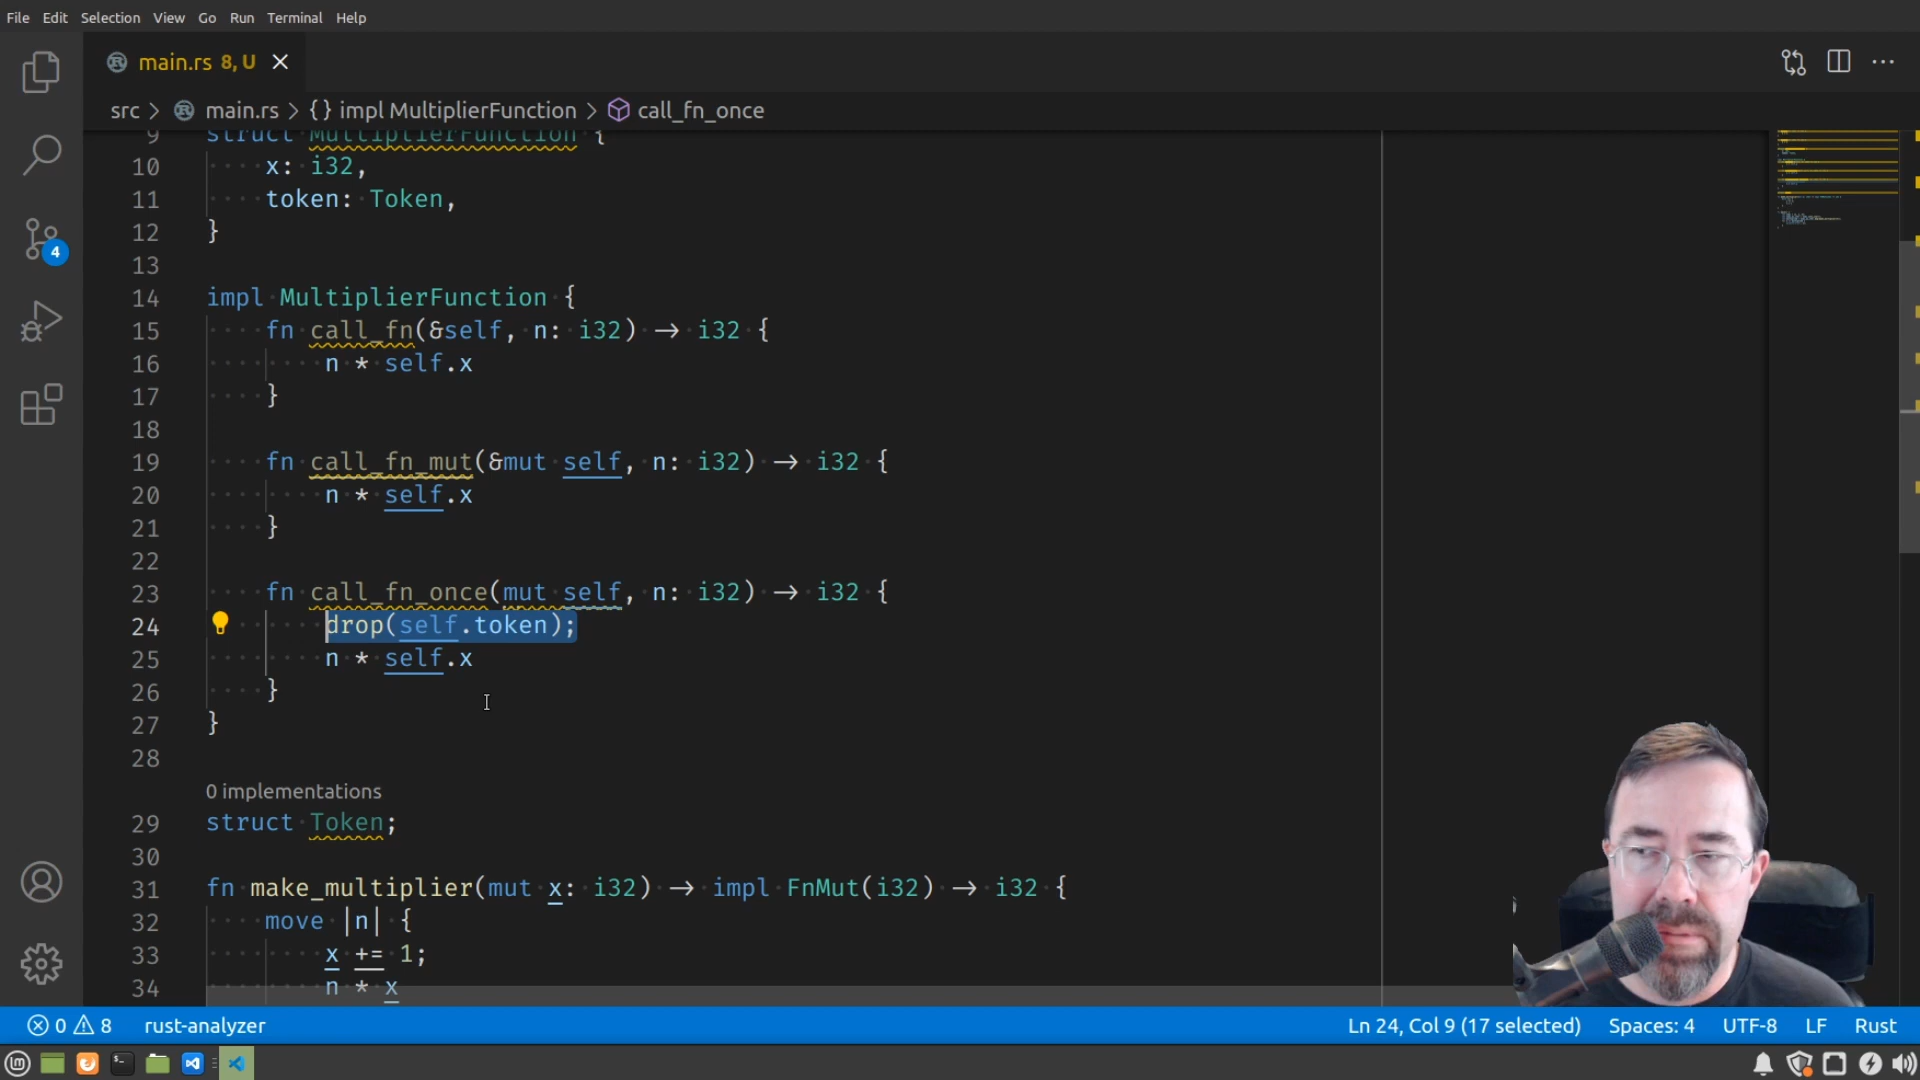 File Edit Selection View Go Run Terminal Help
main.rs 8, U
src > main.rs > {} impl MultiplierFunction > call_fn_once
9 struct MultiplierFunction {
10 ····x: i32,
11 ····token: Token,
12 }
13
14 impl MultiplierFunction {
15 ····fn call_fn(&self, n: i32) → i32 {
16 ········n * self.x
17 ····}
18
19 ····fn call_fn_mut(&mut self, n: i32) → i32 {
20 ········n * self.x
21 ····}
22
23 ····fn call_fn_once(mut self, n: i32) → i32 {
24 ········drop(self.token);
25 ········n * self.x
26 ····}
27 }
28
0 implementations
29 struct Token;
30
31 fn make_multiplier(mut x: i32) → impl FnMut(i32) → i32 {
32 ····move |n| {
33 ········x += 1;
34 ········n * x
4
0 8 rust-analyzer Ln 24, Col 9 (17 selected) Spaces: 4 UTF-8 LF Rust